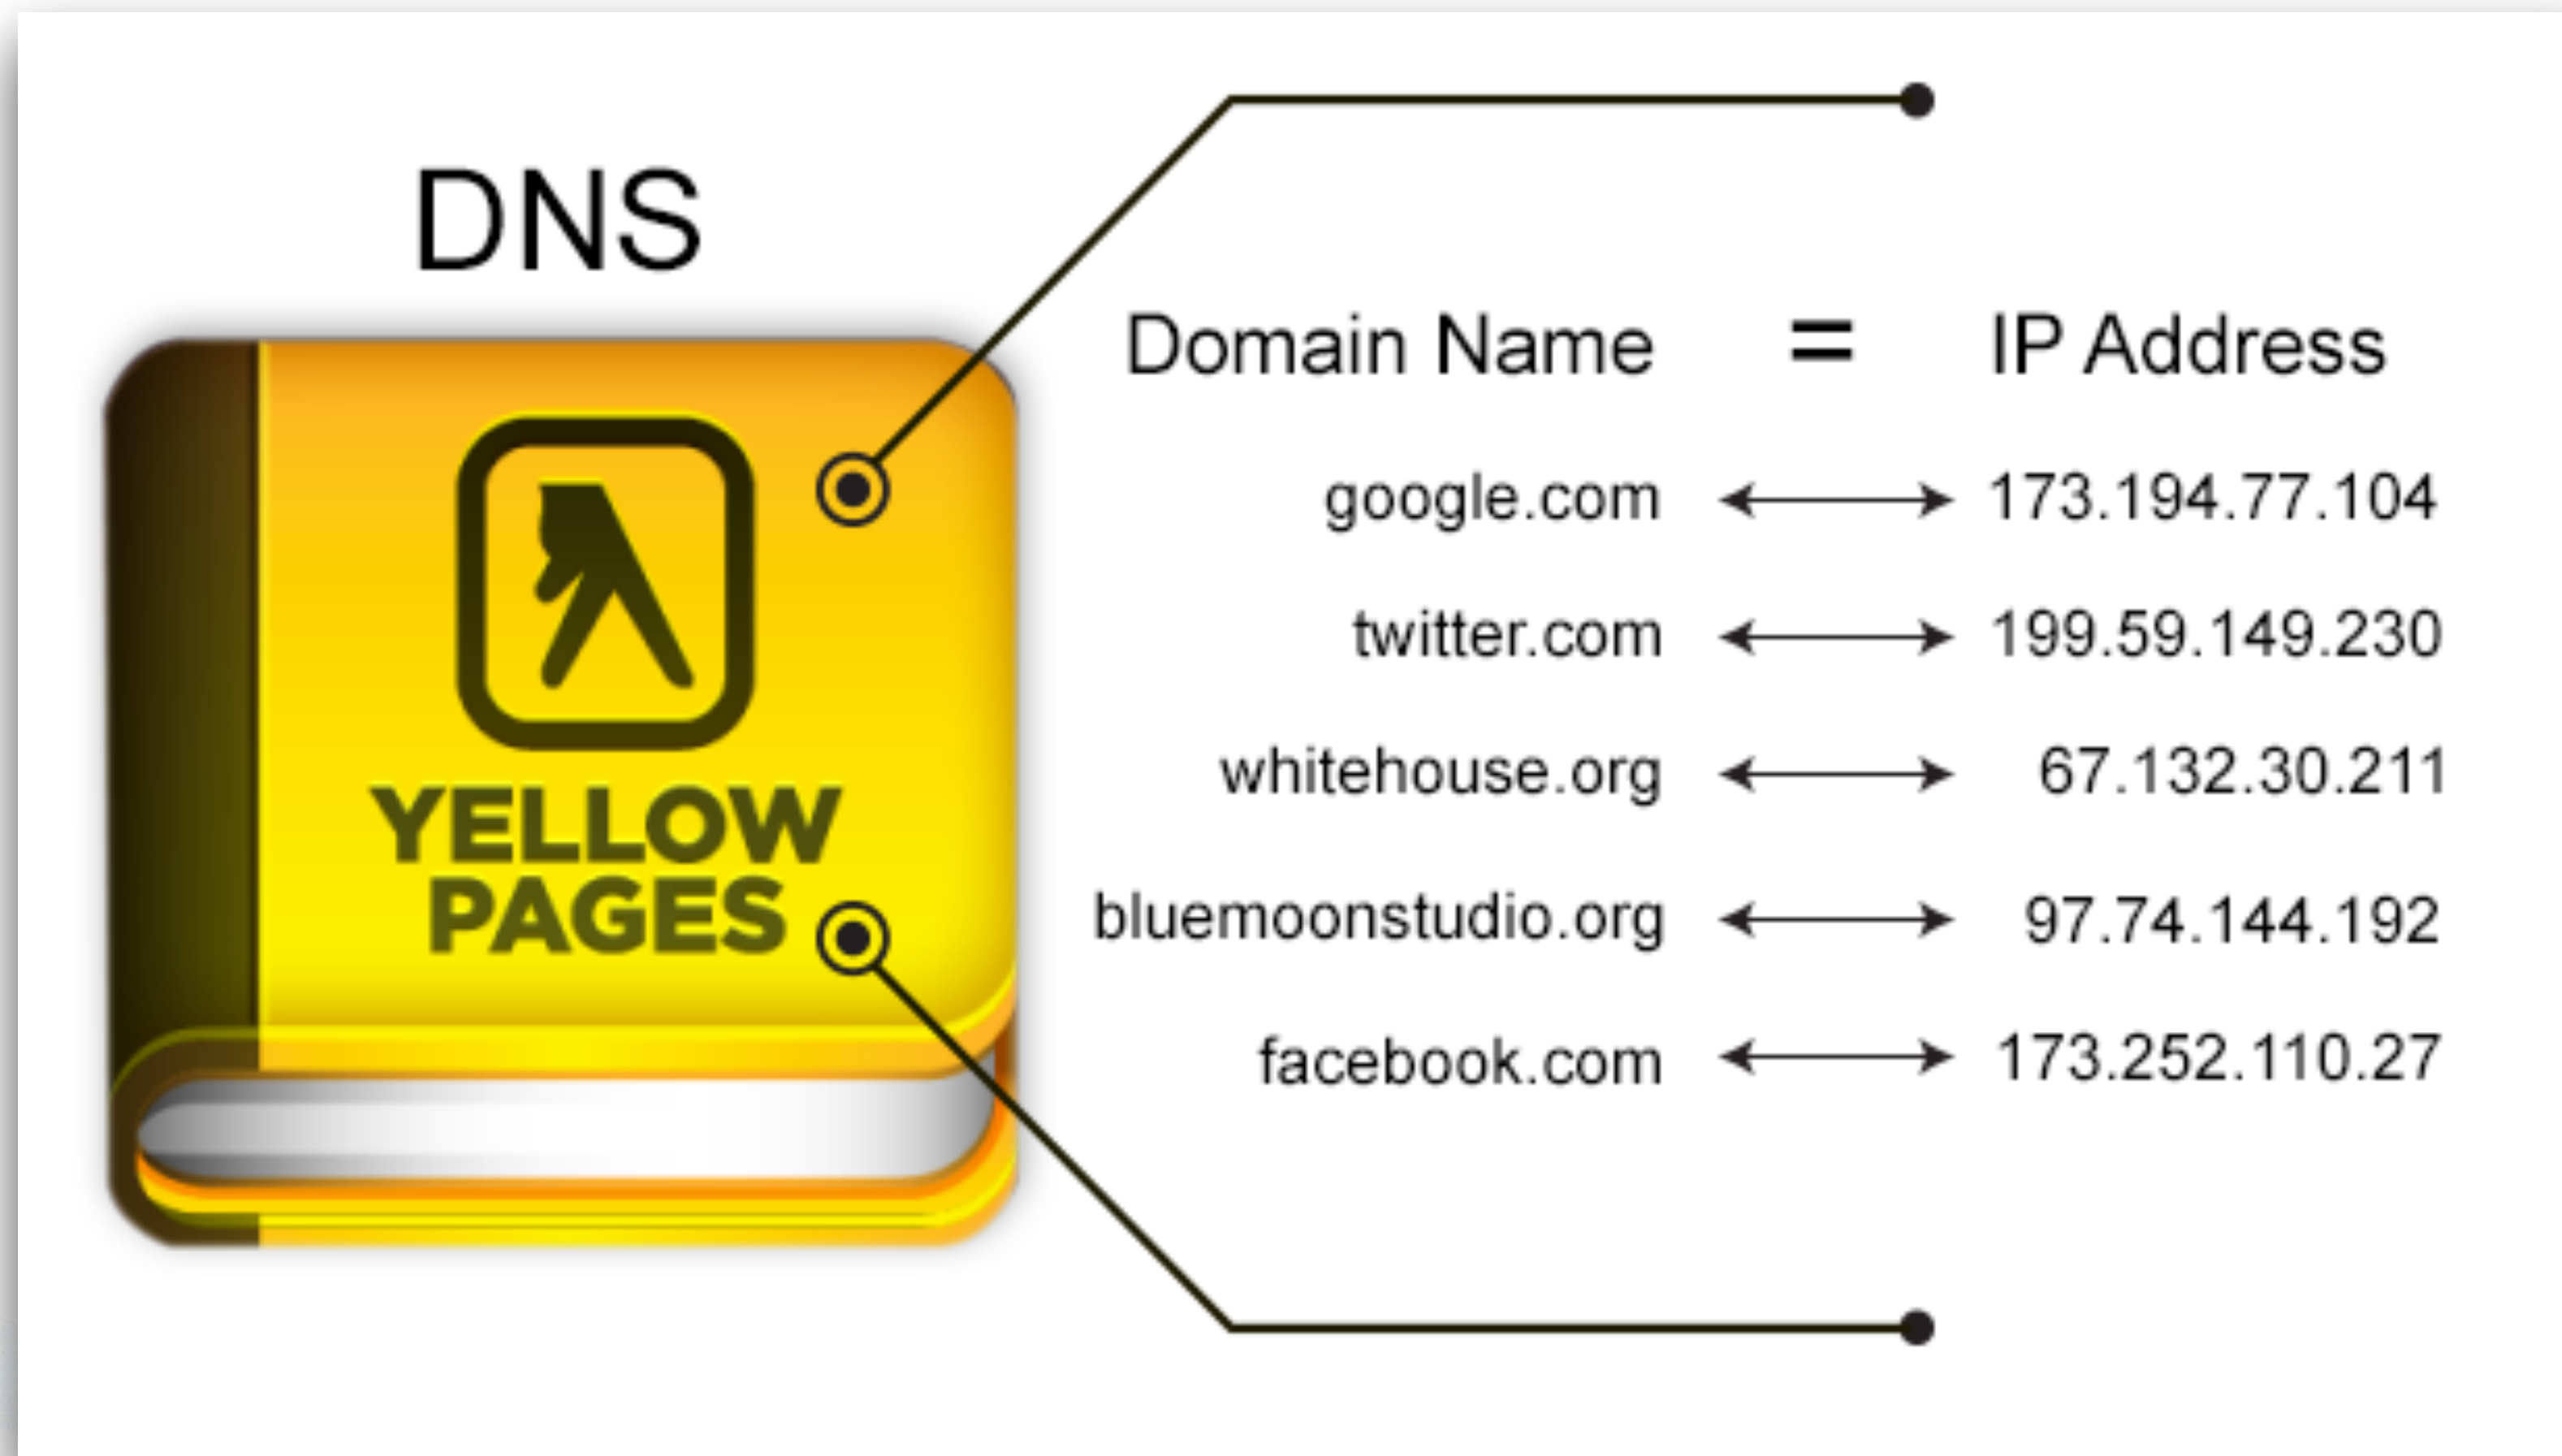 DNS
YELLOW
PAGES
Domain Name = IP Address
google.com 173.194.77.104
twitter.com 199.59.149.230
whitehouse.org 67.132.30.211
bluemoonstudio.org 97.74.144.192
facebook.com 173.252.110.27